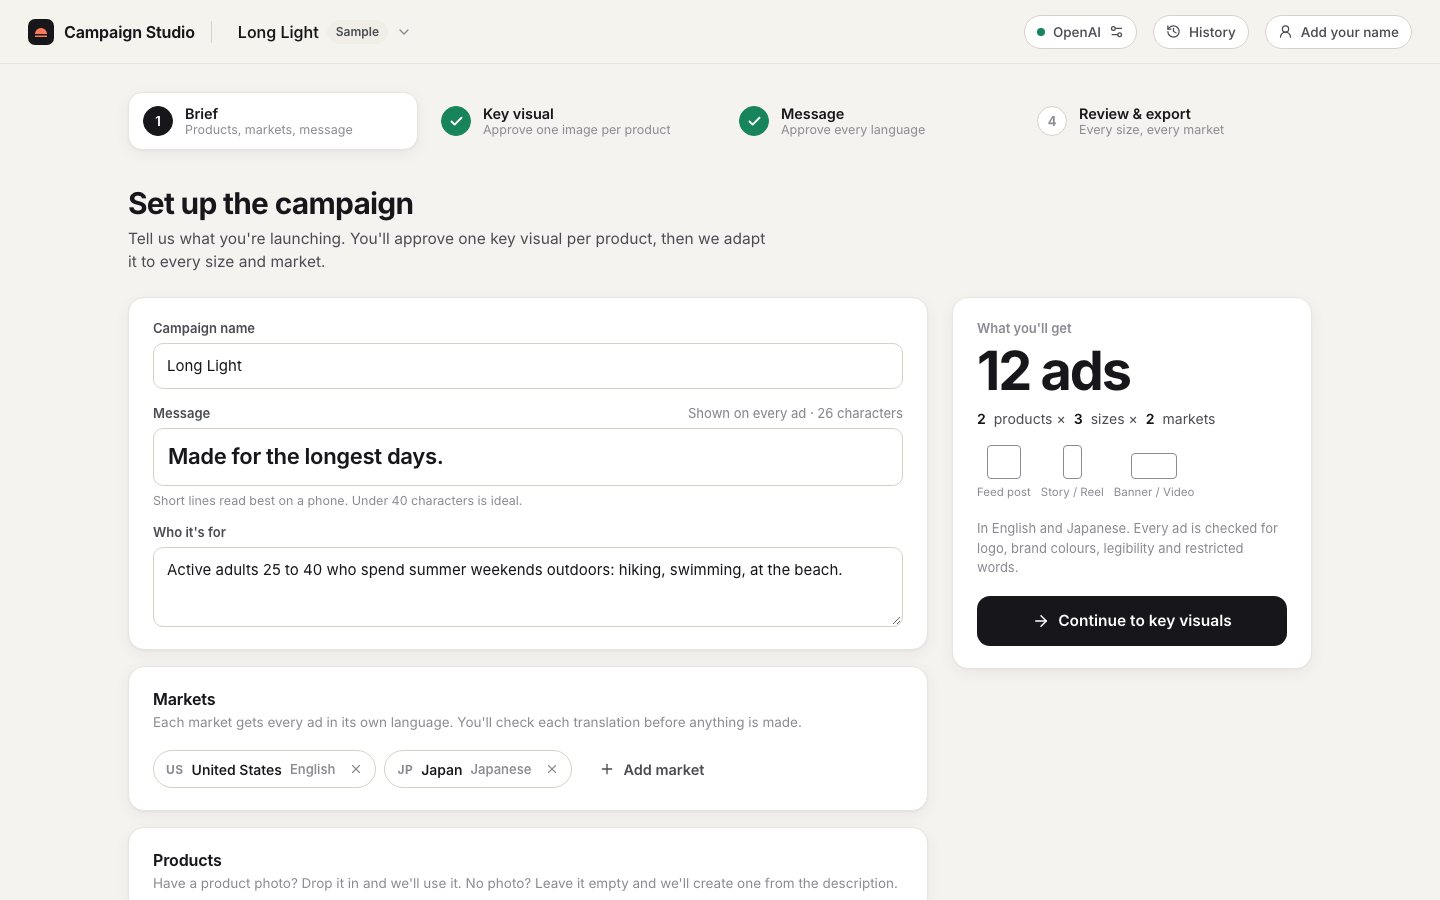 Campaign Studio
Long Light
Sample
OpenAI
History
Add your name
1
Brief
Products, markets, message
Key visual
Approve one image per product
Message
Approve every language
4
Review & export
Every size, every market
Set up the campaign
Tell us what you're launching. You'll approve one key visual per product, then we adapt
it to every size and market.
Campaign name
Long Light
Message
Shown on every ad · 26 characters
Made for the longest days.
Short lines read best on a phone. Under 40 characters is ideal.
Who it's for
Active adults 25 to 40 who spend summer weekends outdoors: hiking, swimming, at the beach.
What you'll get
12 ads
2 products × 3 sizes × 2 markets
Feed post
Story / Reel
Banner / Video
In English and Japanese. Every ad is checked for
logo, brand colours, legibility and restricted
words.
Continue to key visuals
Markets
Each market gets every ad in its own language. You'll check each translation before anything is made.
US United States English
JP Japan Japanese
Add market
Products
Have a product photo? Drop it in and we'll use it. No photo? Leave it empty and we'll create one from the description.